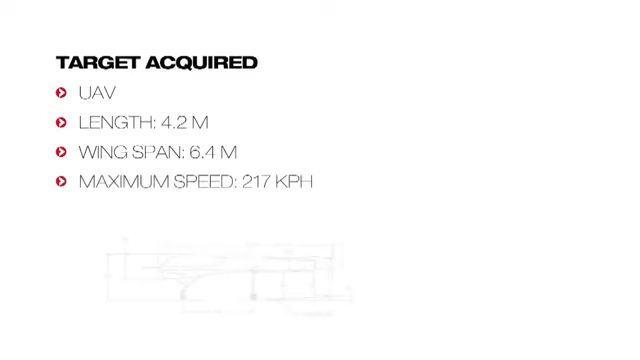 TARGET ACQUIRED
UAV
LENGTH: 4.2 M
WING SPAN: 6.4 M
MAXIMUM SPEED: 217 KPH